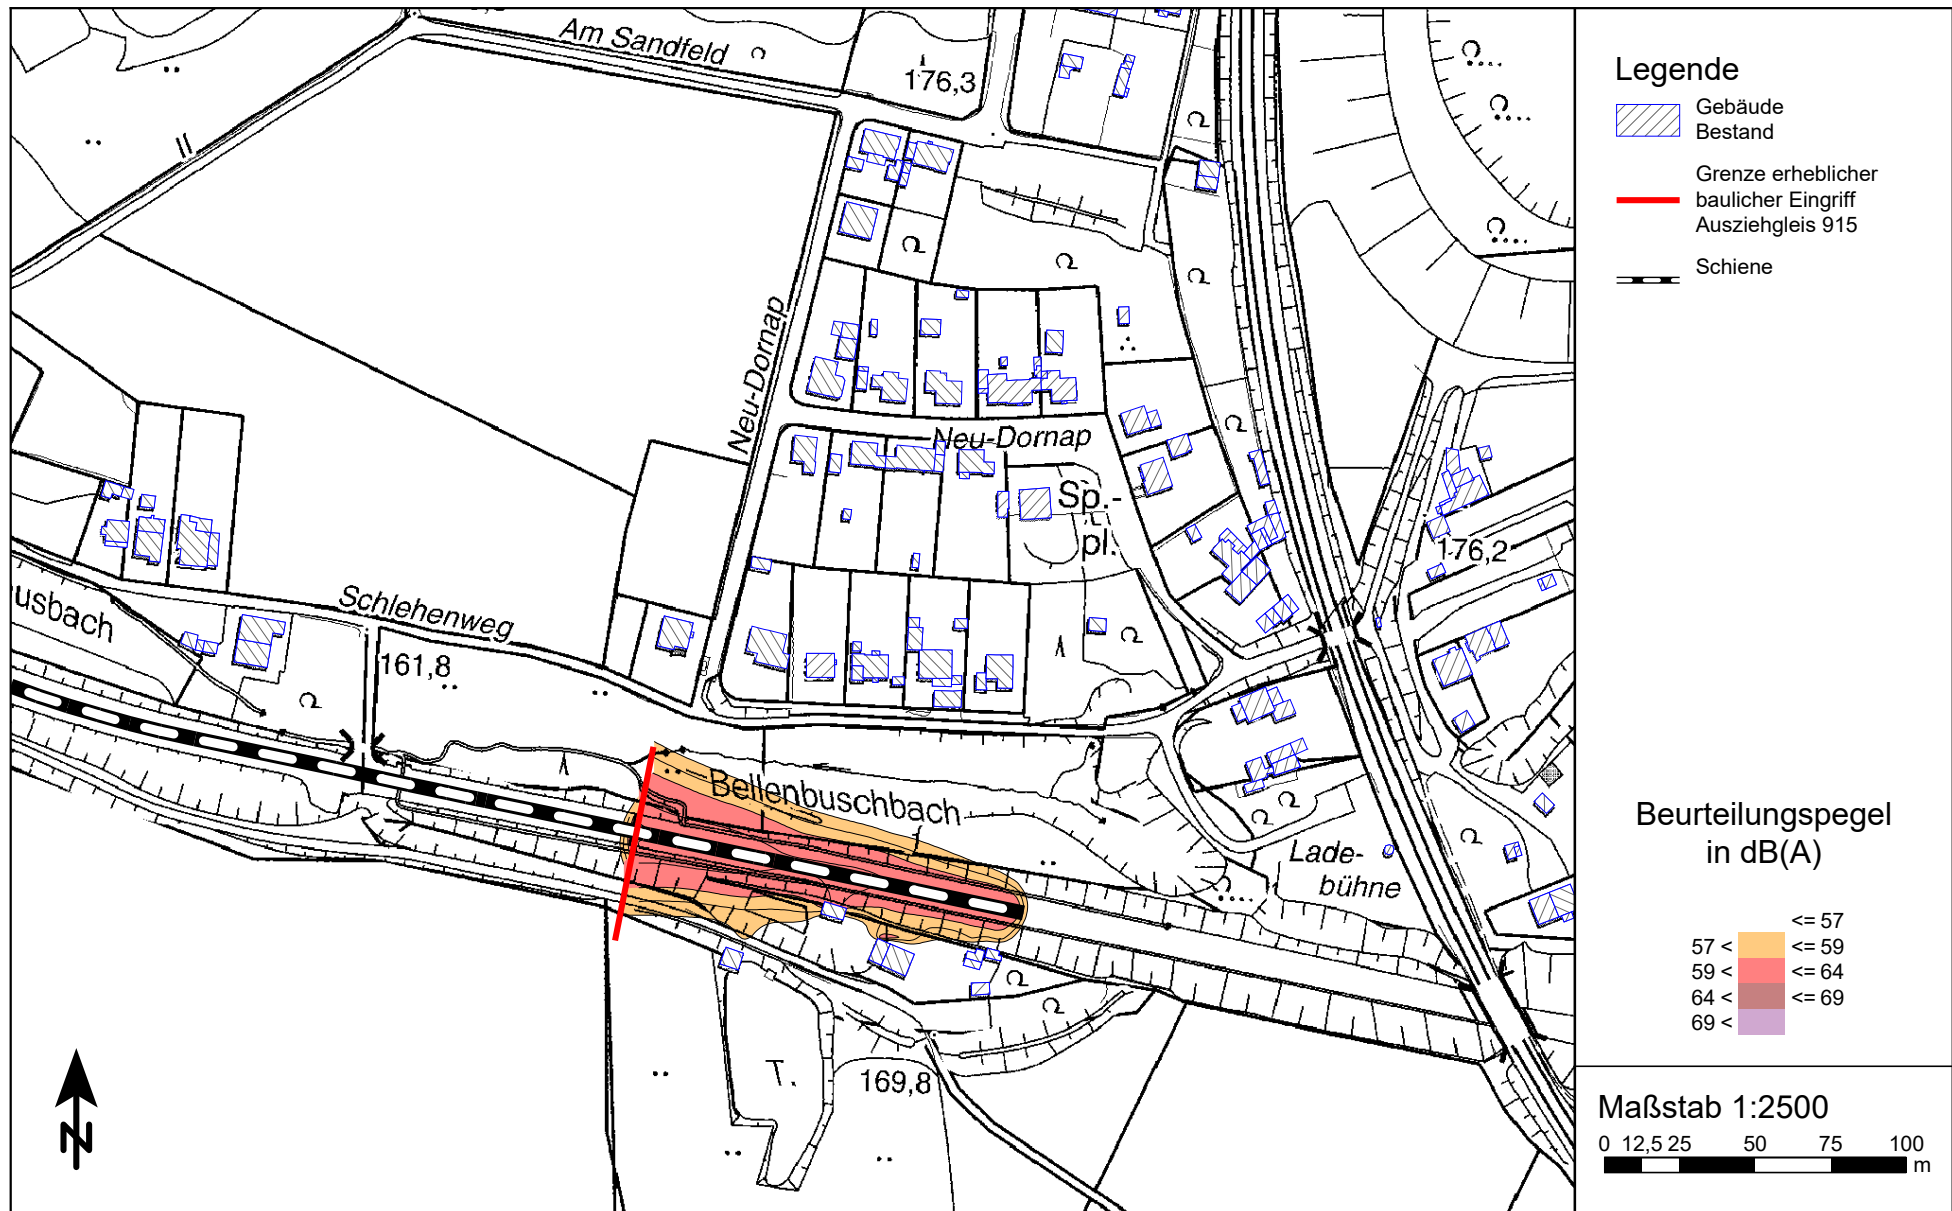 Am Sandfeld
176,3
Neu-Dornap
Neu-Dornap
Sp.-
pl.
176,2
usbach
Schlehenweg
161,8
Bellenbuschbach
Lade-
bühne
T.
169,8
N
Legende
Gebäude
Bestand
Grenze erheblicher
baulicher Eingriff
Ausziehgleis 915
Schiene
Beurteilungspegel
in dB(A)
<= 57
57 < <= 59
59 < <= 64
64 < <= 69
69 <
Maßstab 1:2500
0 12,5 25 50 75 100
m